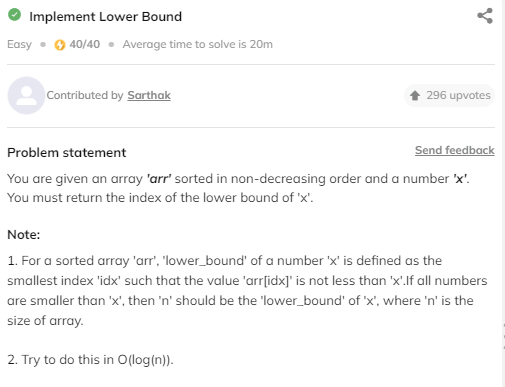 Implement Lower Bound
Easy • 40/40 • Average time to solve is 20m
Contributed by Sarthak
296 upvotes
Problem statement
Send feedback
You are given an array 'arr' sorted in non-decreasing order and a number 'x'.
You must return the index of the lower bound of 'x'.
Note:
1. For a sorted array 'arr', 'lower_bound' of a number 'x' is defined as the
smallest index 'idx' such that the value 'arr[idx]' is not less than 'x'.If all numbers
are smaller than 'x', then 'n' should be the 'lower_bound' of 'x', where 'n' is the
size of array.
2. Try to do this in O(log(n)).